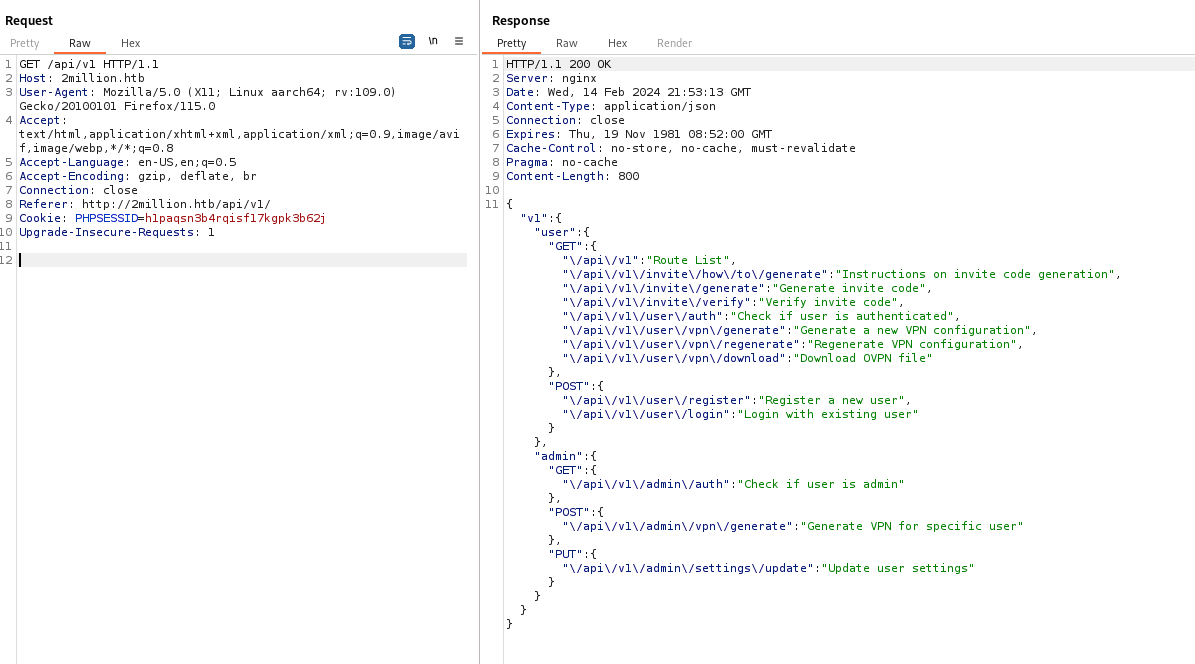 Request
Pretty Raw Hex \n
1 GET /api/v1 HTTP/1.1
2 Host: 2million.htb
3 User-Agent: Mozilla/5.0 (X11; Linux aarch64; rv:109.0)
Gecko/20100101 Firefox/115.0
4 Accept:
text/html,application/xhtml+xml,application/xml;q=0.9,image/avi
f,image/webp,*/*;q=0.8
5 Accept-Language: en-US,en;q=0.5
6 Accept-Encoding: gzip, deflate, br
7 Connection: close
8 Referer: http://2million.htb/api/v1/
9 Cookie: PHPSESSID=h1paqsn3b4rqisf17kgpk3b62j
10 Upgrade-Insecure-Requests: 1
11
12
Response
Pretty Raw Hex Render
1 HTTP/1.1 200 OK
2 Server: nginx
3 Date: Wed, 14 Feb 2024 21:53:13 GMT
4 Content-Type: application/json
5 Connection: close
6 Expires: Thu, 19 Nov 1981 08:52:00 GMT
7 Cache-Control: no-store, no-cache, must-revalidate
8 Pragma: no-cache
9 Content-Length: 800
10
11 {
"v1":{
"user":{
"GET":{
"\/api\/v1":"Route List",
"\/api\/v1\/invite\/how\/to\/generate":"Instructions on invite code generation",
"\/api\/v1\/invite\/generate":"Generate invite code",
"\/api\/v1\/invite\/verify":"Verify invite code",
"\/api\/v1\/user\/auth":"Check if user is authenticated",
"\/api\/v1\/user\/vpn\/generate":"Generate a new VPN configuration",
"\/api\/v1\/user\/vpn\/regenerate":"Regenerate VPN configuration",
"\/api\/v1\/user\/vpn\/download":"Download OVPN file"
},
"POST":{
"\/api\/v1\/user\/register":"Register a new user",
"\/api\/v1\/user\/login":"Login with existing user"
}
},
"admin":{
"GET":{
"\/api\/v1\/admin\/auth":"Check if user is admin"
},
"POST":{
"\/api\/v1\/admin\/vpn\/generate":"Generate VPN for specific user"
},
"PUT":{
"\/api\/v1\/admin\/settings\/update":"Update user settings"
}
}
}
}